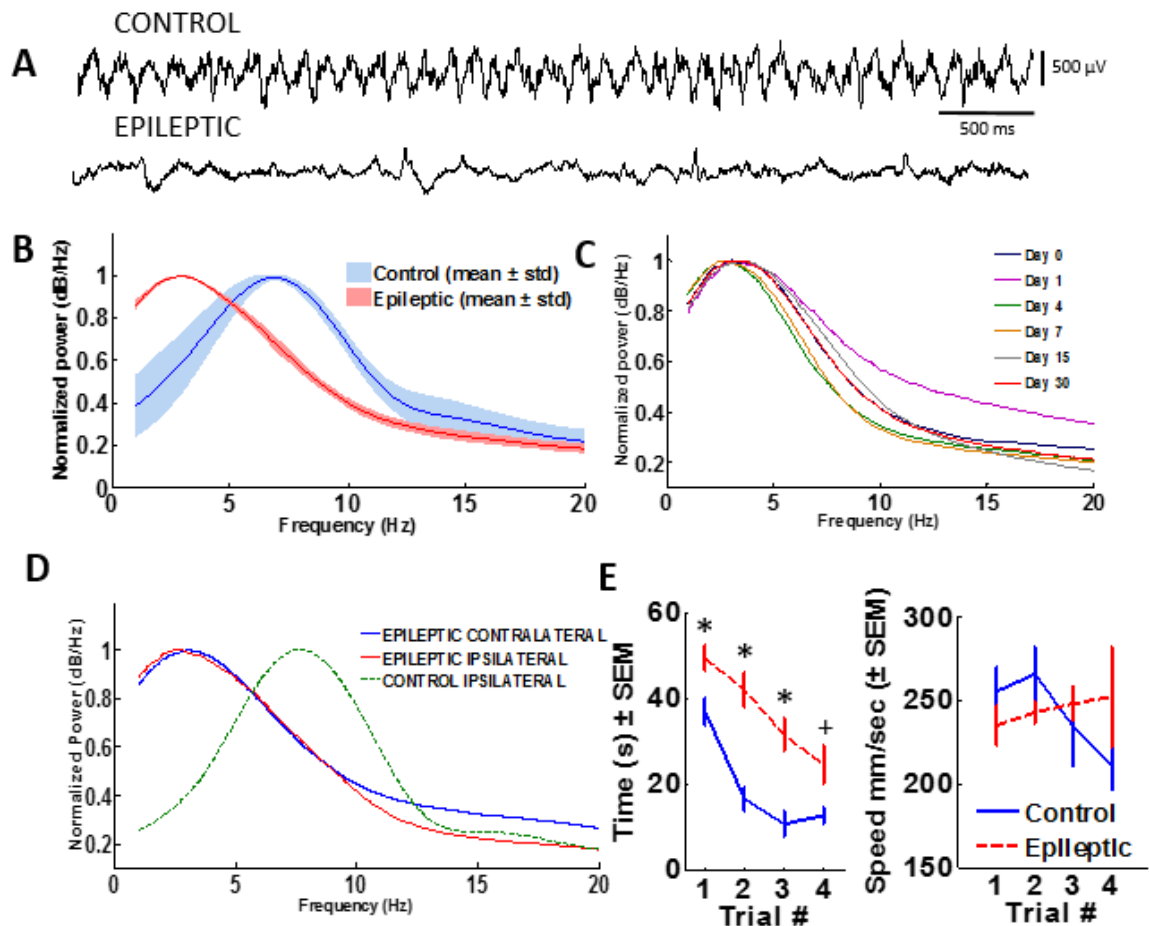 CONTROL
A
500 µV
500 ms
EPILEPTIC
B
Normalized power (dB/Hz)
1
0.8
0.6
0.4
0.2
0
Control (mean ± std)
Epileptic (mean ± std)
0 5 10 15 20
Frequency (Hz)
C
Normalized power (dB/Hz)
1
0.8
0.6
0.4
0.2
Day 0
Day 1
Day 4
Day 7
Day 15
Day 30
0 5 10 15 20
Frequency (Hz)
D
Normalized Power (dB/Hz)
1
0.8
0.6
0.4
0.2
EPILEPTIC CONTRALATERAL
EPILEPTIC IPSILATERAL
CONTROL IPSILATERAL
0 5 10 15 20
Frequency (Hz)
E
Time (s) ± SEM
60
40
20
0
* * * +
1 2 3 4
Trial #
Speed mm/sec (± SEM)
300
250
200
150
Control
Epileptic
1 2 3 4
Trial #